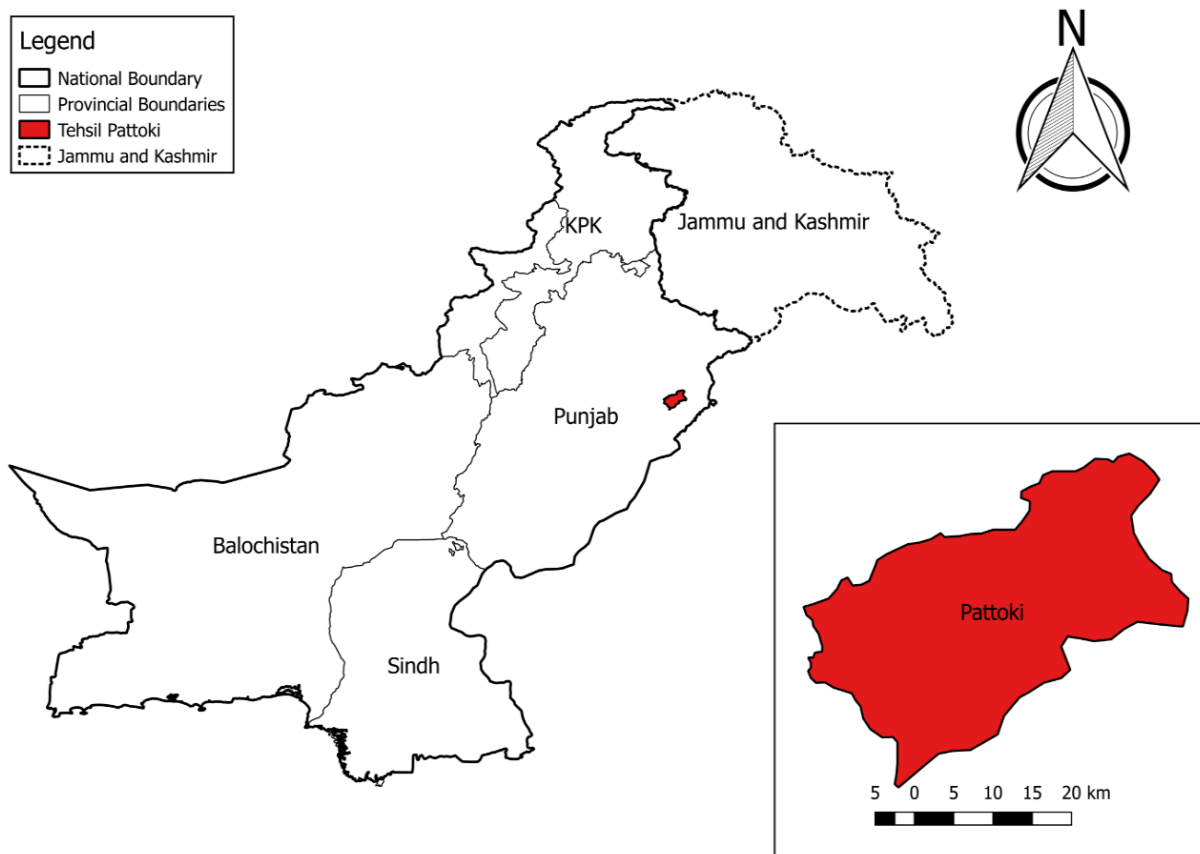 Legend
National Boundary
Provincial Boundaries
Tehsil Pattoki
Jammu and Kashmir
N
KPK
Jammu and Kashmir
Punjab
Balochistan
Sindh
Pattoki
5 0 5 10 15 20 km